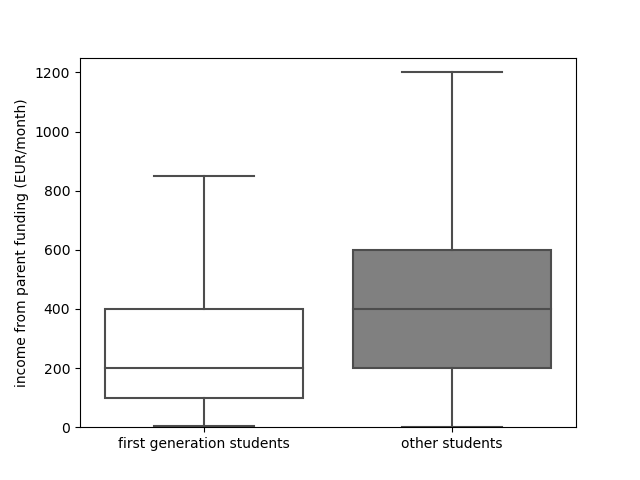 income from parent funding (EUR/month)
1200
1000
800
600
400
200
0
first generation students
other students